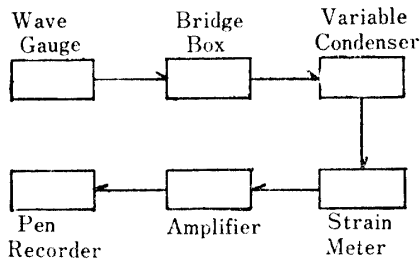 Wave
Gauge
Bridge
Box
Variable
Condenser
Pen
Recorder
Amplifier
Strain
Meter